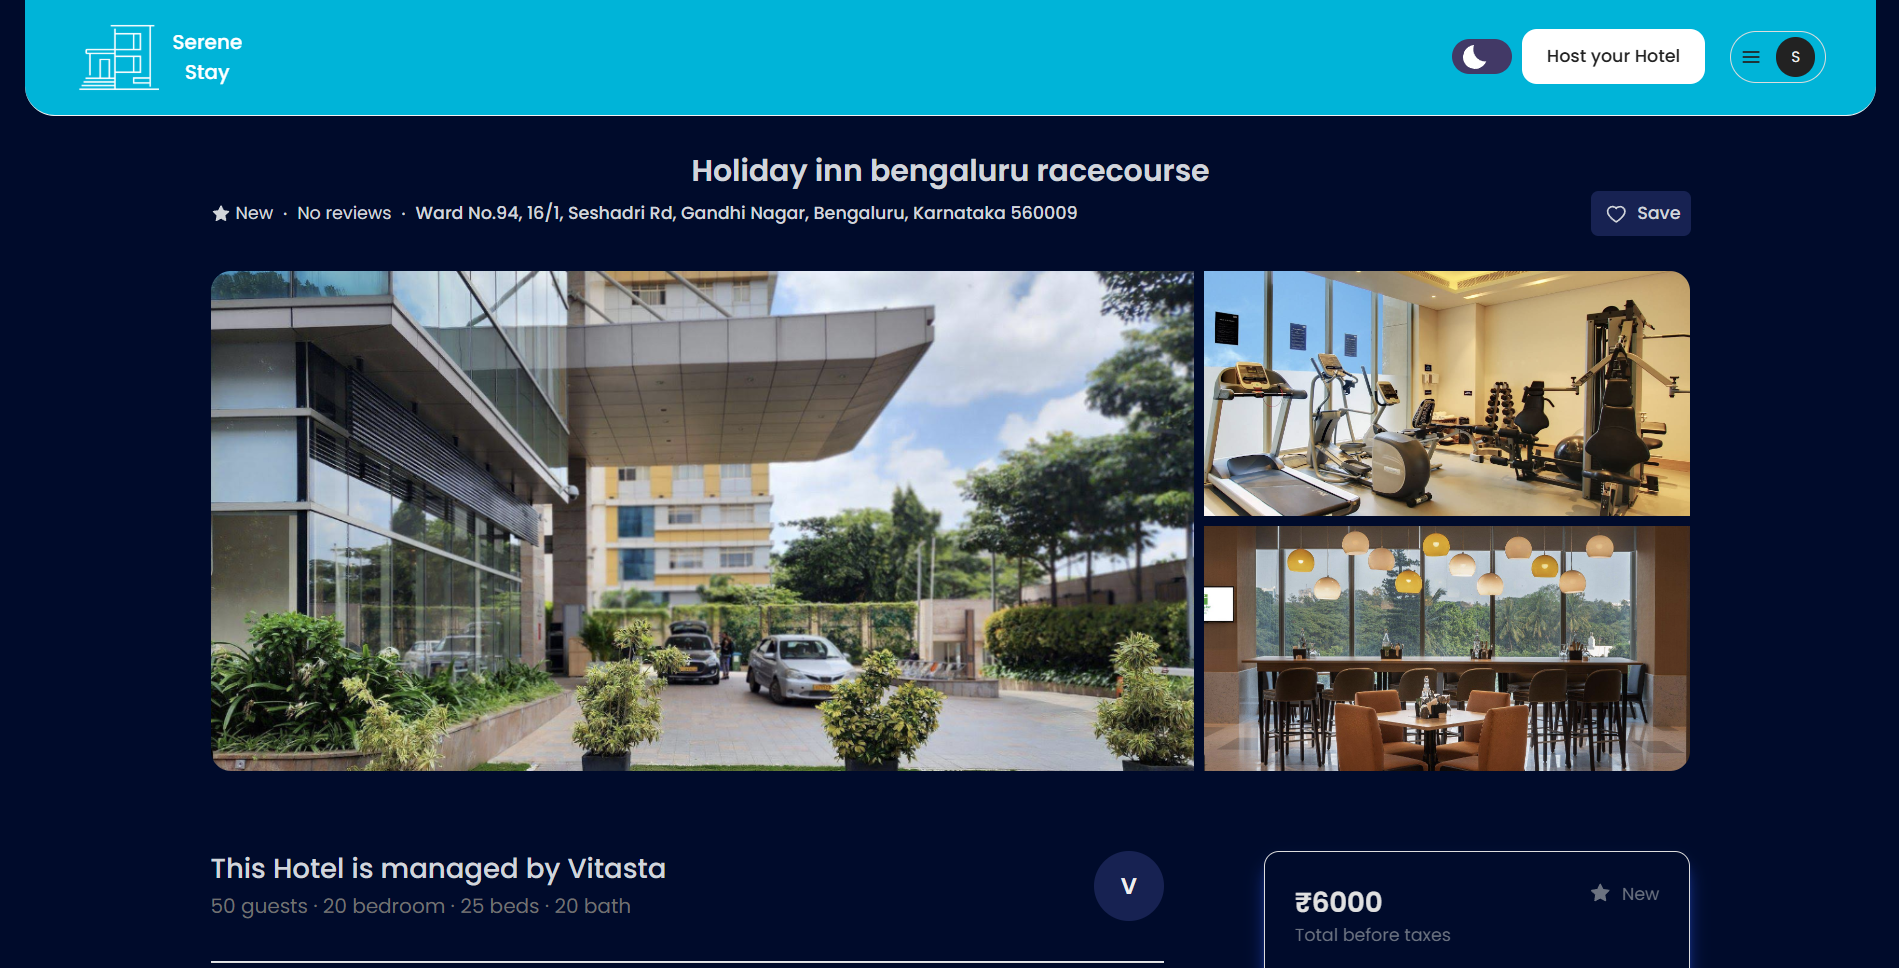 Serene
Stay
Host your Hotel
S
Holiday inn bengaluru racecourse
New · No reviews · Ward No.94, 16/1, Seshadri Rd, Gandhi Nagar, Bengaluru, Karnataka 560009
Save
This Hotel is managed by Vitasta
V
50 guests · 20 bedroom · 25 beds · 20 bath
₹6000
New
Total before taxes